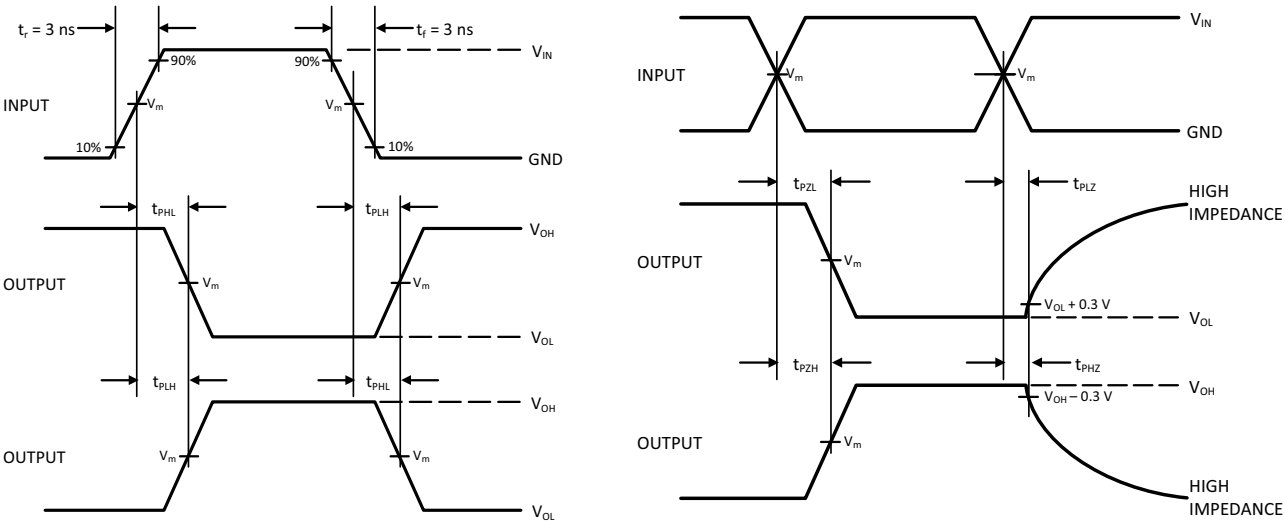 t_r = 3 ns
t_f = 3 ns
V_IN
90%
90%
INPUT
V_m
V_m
10%
10%
GND
t_PHL
t_PLH
V_OH
OUTPUT
V_m
V_m
V_OL
t_PLH
t_PHL
V_OH
OUTPUT
V_m
V_m
V_OL
V_IN
INPUT
V_m
V_m
GND
t_PZL
t_PLZ
HIGH
IMPEDANCE
OUTPUT
V_m
V_OL + 0.3 V
V_OL
t_PZH
t_PHZ
V_OH
V_OH – 0.3 V
OUTPUT
V_m
HIGH
IMPEDANCE